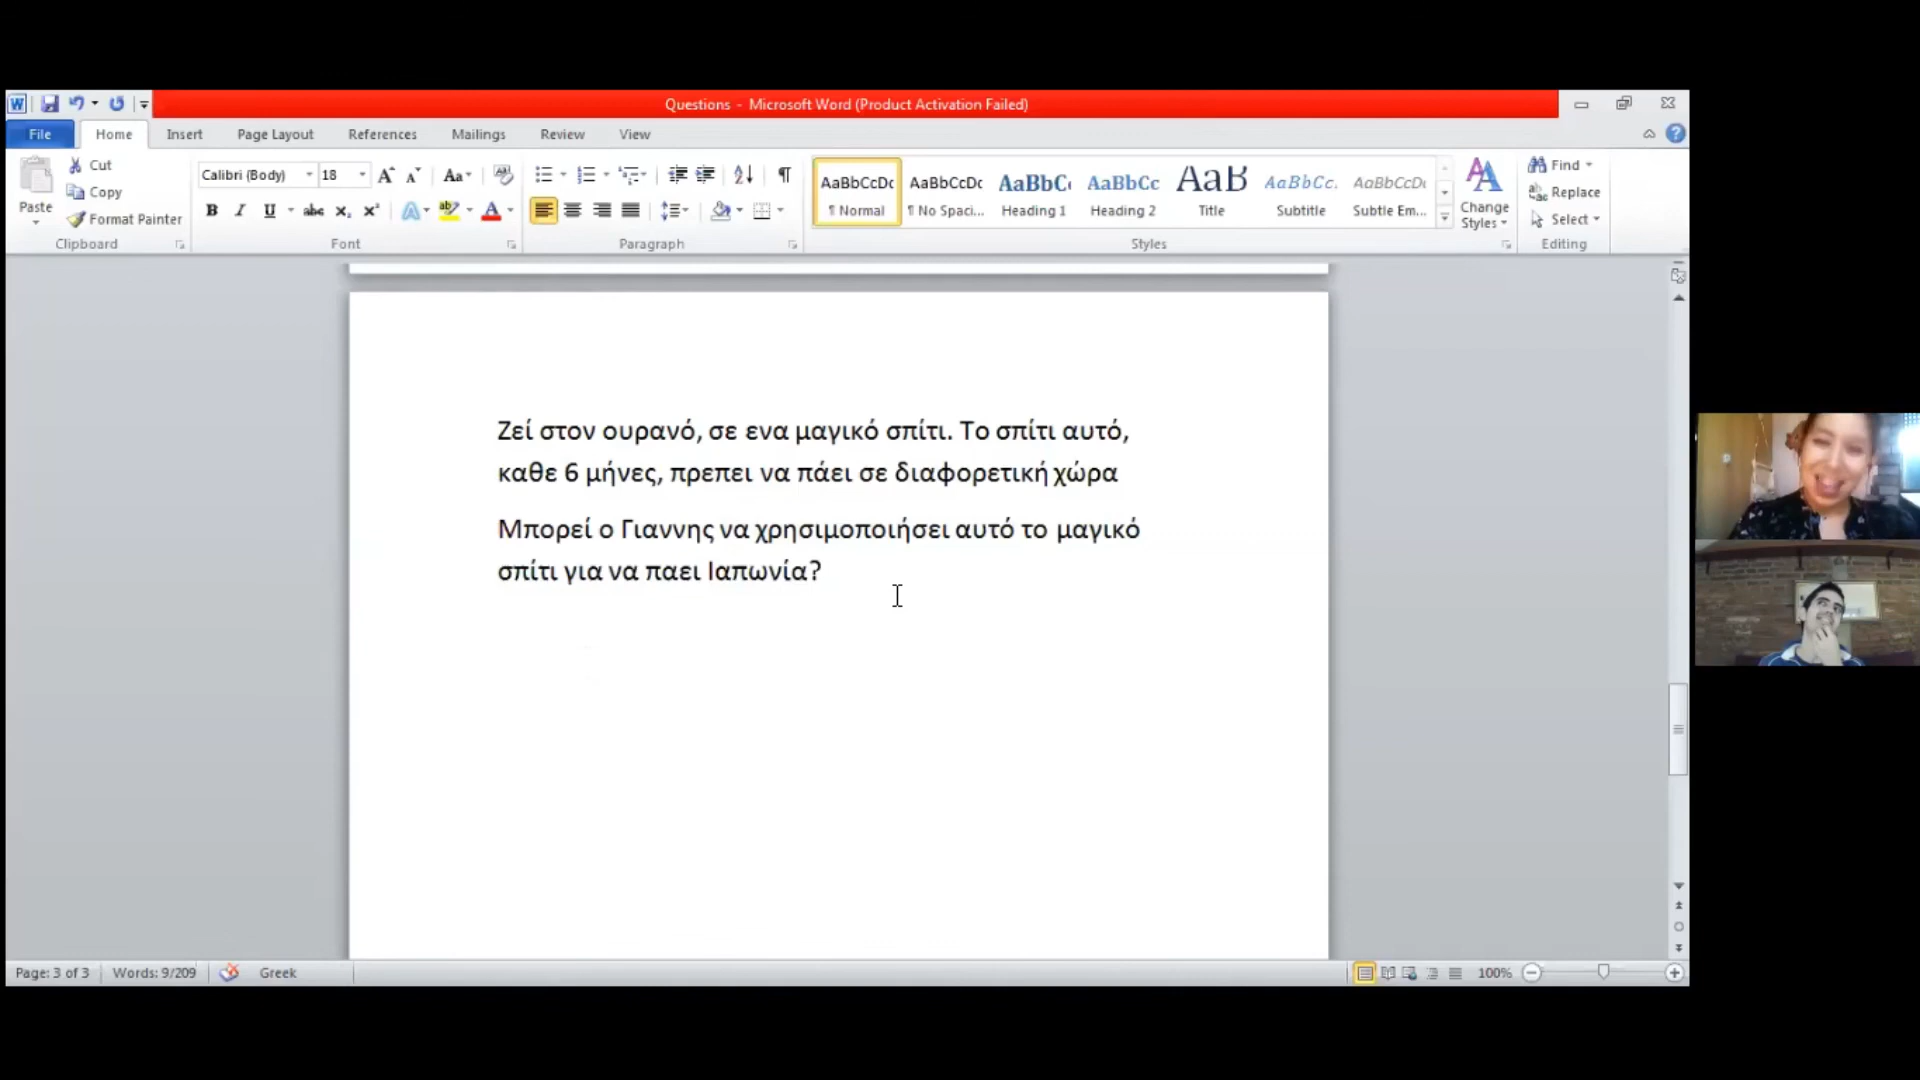 Questions - Microsoft Word (Product Activation Failed)
File Home Insert Page Layout References Mailings Review View
Cut
Copy
Format Painter
Paste
Clipboard
Calibri (Body) 18
Font
Paragraph
AaBbCcDc AaBbCcDc AaBbC AaBbCc AaB AaBbCc. AaBbCcDc
¶ Normal ¶ No Spaci... Heading 1 Heading 2 Title Subtitle Subtle Em...
Styles
Change
Styles
Find
Replace
Select
Editing
Ζεί στον ουρανό, σε ενα μαγικό σπίτι. Το σπίτι αυτό,
καθε 6 μήνες, πρεπει να πάει σε διαφορετική χώρα
Μπορεί ο Γιαννης να χρησιμοποιήσει αυτό το μαγικό
σπίτι για να παει Ιαπωνία?
Page: 3 of 3 Words: 9/209 Greek 100%